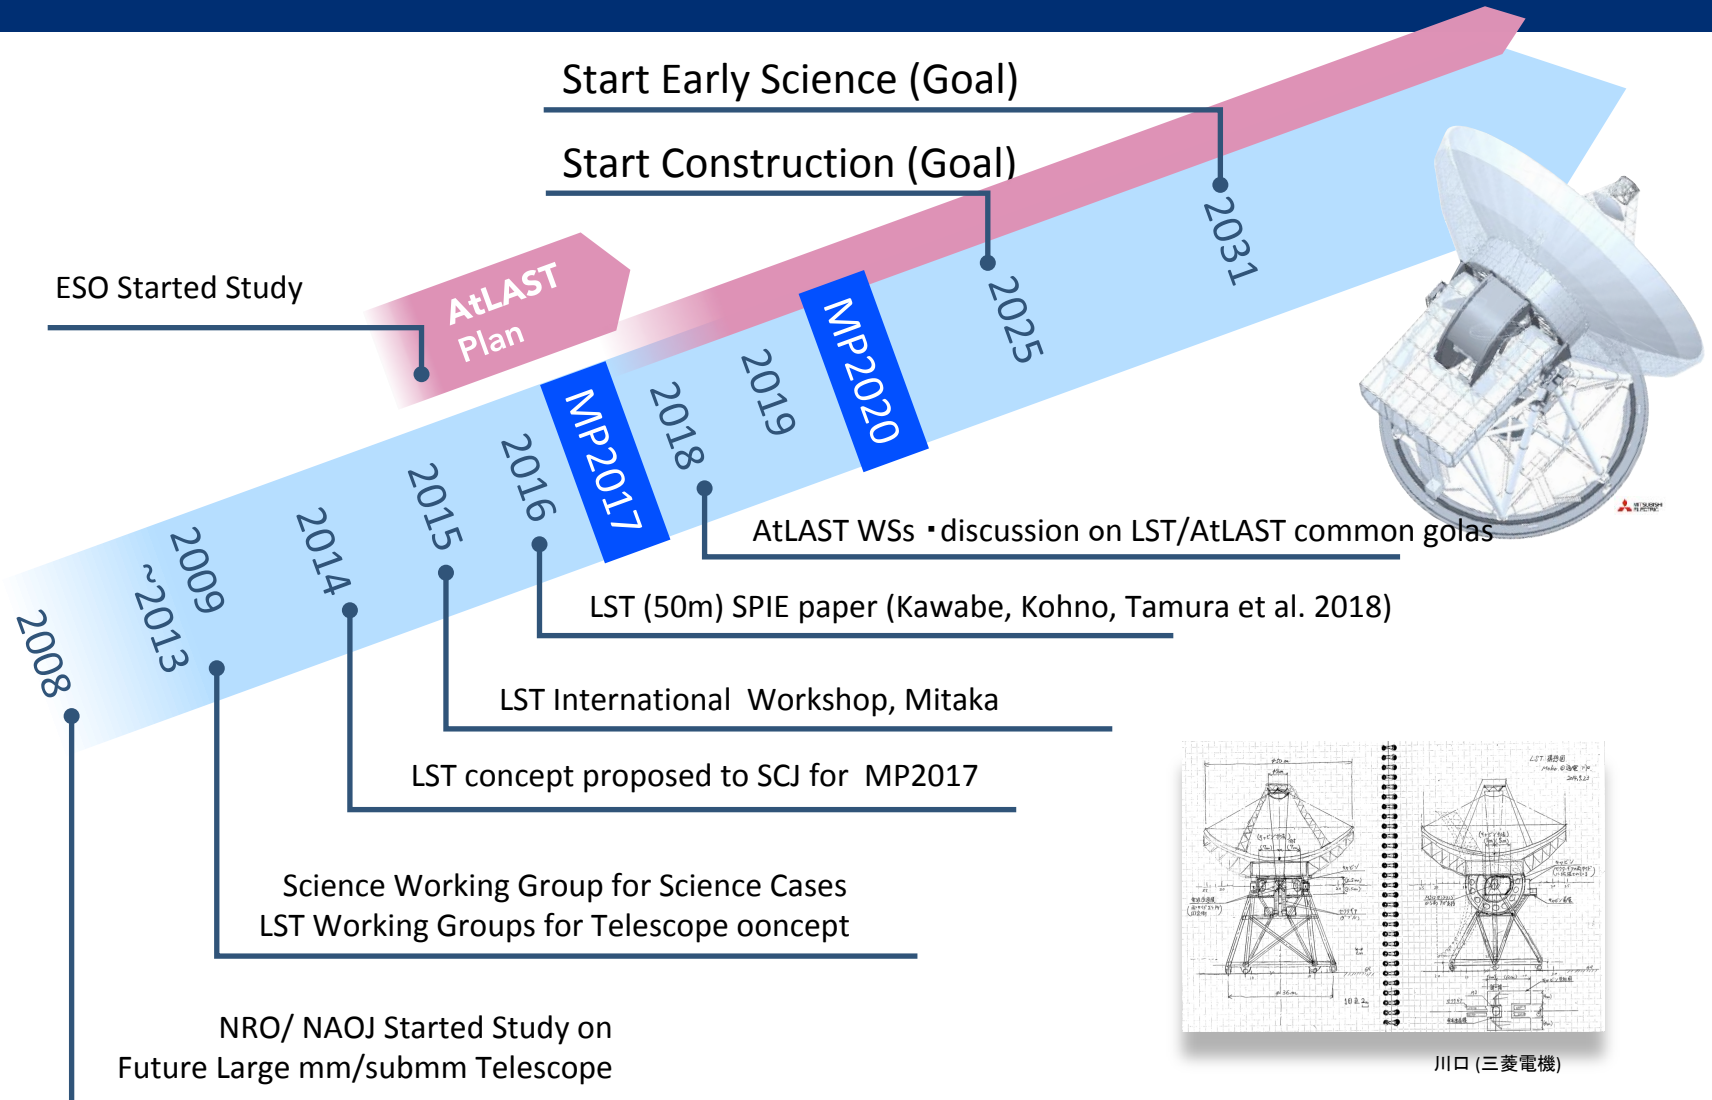 Start Early Science (Goal)
Start Construction (Goal)
ESO Started Study
AtLAST
Plan
2008
2009
~2013
2014
2015
2016
MP2017
2018
2019
MP2020
2025
2031
AtLAST WSs ・discussion on LST/AtLAST common golas
LST (50m) SPIE paper (Kawabe, Kohno, Tamura et al. 2018)
LST International Workshop, Mitaka
LST concept proposed to SCJ for MP2017
Science Working Group for Science Cases
LST Working Groups for Telescope ooncept
NRO/ NAOJ Started Study on
Future Large mm/submm Telescope
MITSUBISHI
ELECTRIC
川口 (三菱電機)